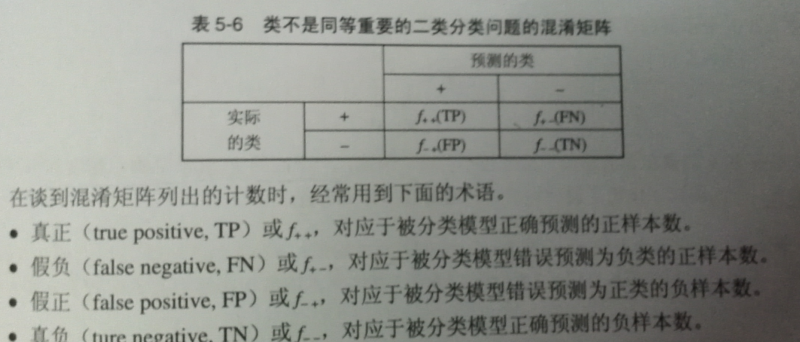 表 5-6 类不是同等重要的二类分类问题的混淆矩阵
预测的类
+ −
实际 + f++(TP) f+−(FN)
的类 − f−+(FP) f−−(TN)
在谈到混淆矩阵列出的计数时，经常用到下面的术语。
• 真正（true positive, TP）或f++，对应于被分类模型正确预测的正样本数。
• 假负（false negative, FN）或f+−，对应于被分类模型错误预测为负类的正样本数。
• 假正（false positive, FP）或f−+，对应于被分类模型错误预测为正类的负样本数。
• 真负（ture negative, TN）或f−−，对应于被分类模型正确预测的负样本数。